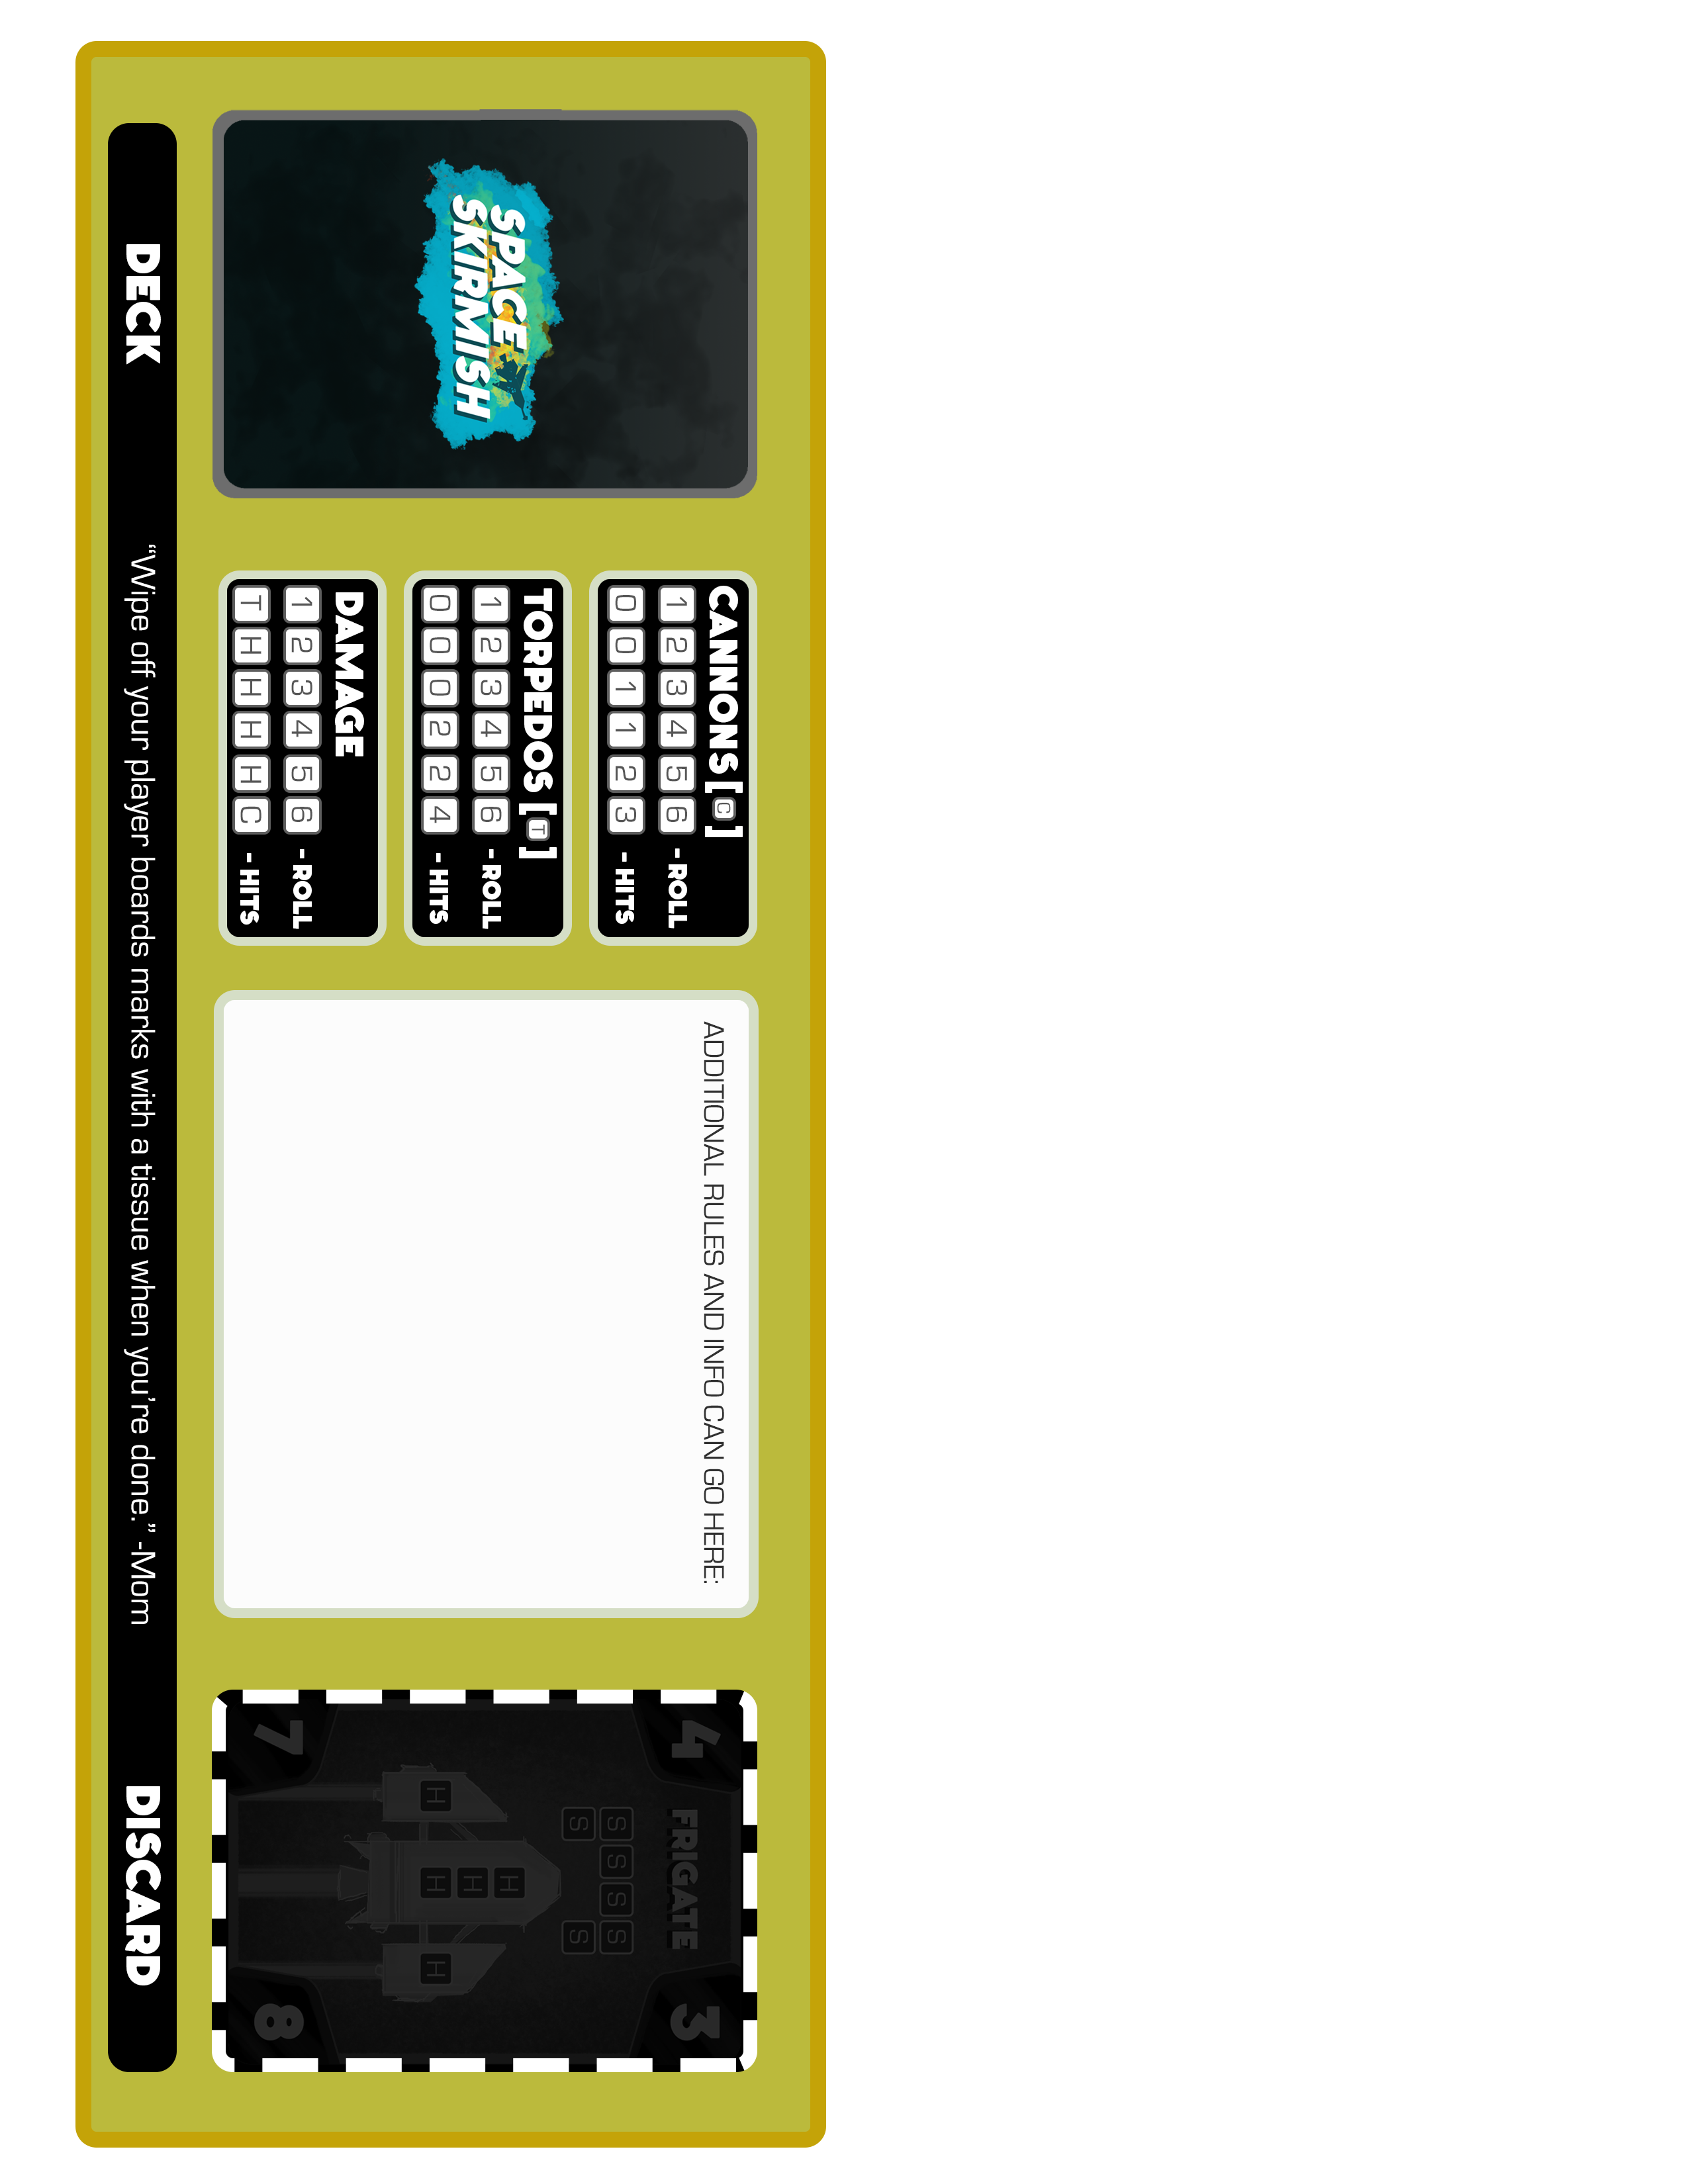 SPACE
SKIRMISH
CANNONS [C]
1 2 3 4 5 6 - ROLL
0 0 1 1 2 3 - HITS
TORPEDOS [T]
1 2 3 4 5 6 - ROLL
0 0 0 2 2 4 - HITS
DAMAGE
1 2 3 4 5 6 - ROLL
T H H H H C - HITS
ADDITIONAL RULES AND INFO CAN GO HERE:
4 FRIGATE 3
S S S S
S S
H H H
H H
7 8
DECK
“Wipe off your player boards marks with a tissue when you're done.” -Mom
DISCARD